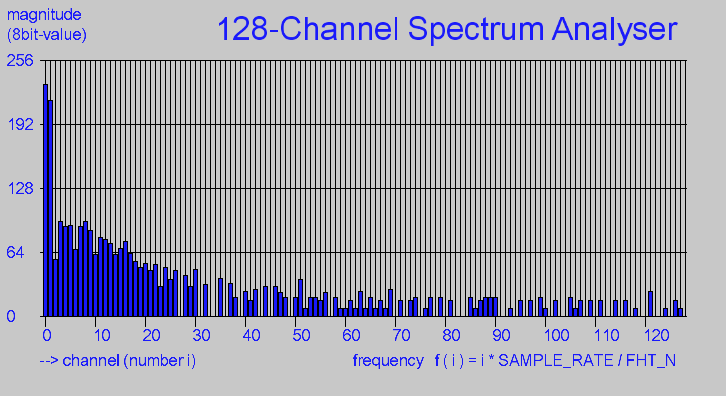 magnitude
(8bit-value)
128-Channel Spectrum Analyser
256
192
128
64
0
0 10 20 30 40 50 60 70 80 90 100 110 120
--> channel (number i)
frequency f ( i ) = i * SAMPLE_RATE / FHT_N